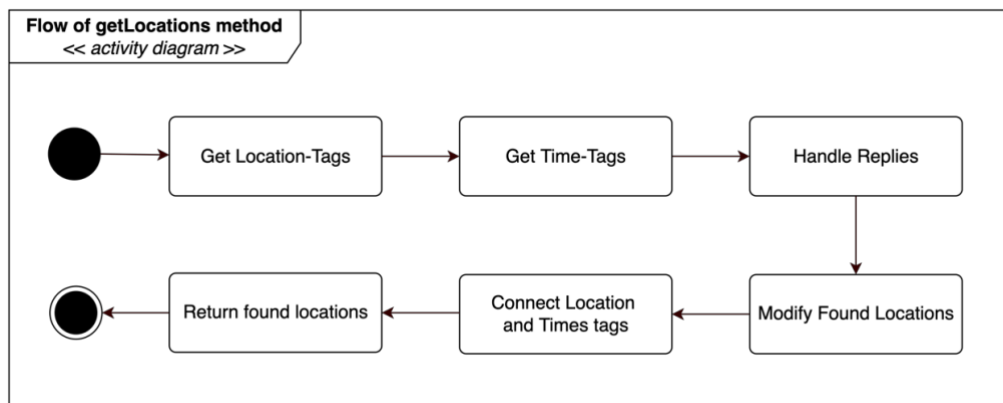 Flow of getLocations method
<< activity diagram >>
Get Location-Tags
Get Time-Tags
Handle Replies
Modify Found Locations
Connect Location
and Times tags
Return found locations